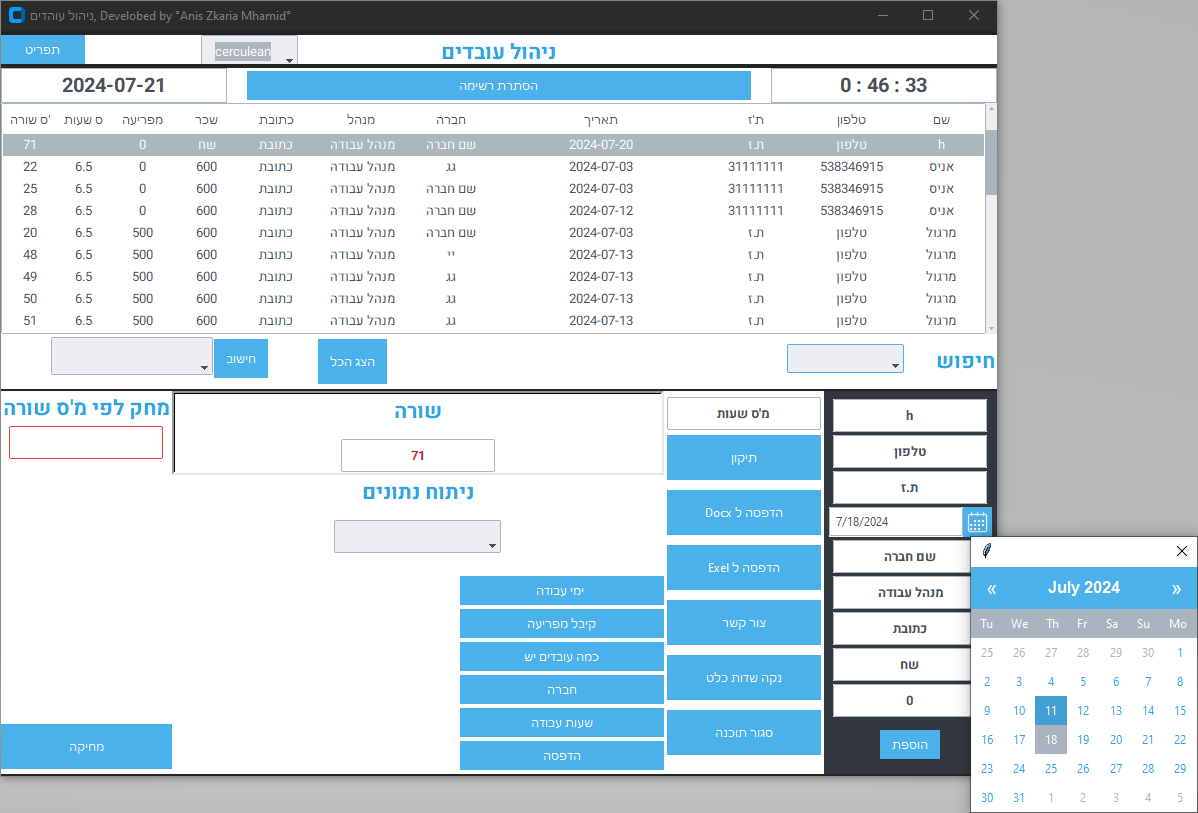 ניהול עוהדים, Develobed by "Anis Zkaria Mhamid"
תפריט
cerculean
ניהול עובדים
2024-07-21
הסתרת רשימה
0 : 46 : 33
ס שורה' ס שעות מפריעה שכר כתובת מנהל חברה תאריך ת'ז טלפון שם
71 0 שח כתובת מנהל עבודה שם חברה 2024-07-20 ת.ז טלפון h
22 6.5 0 600 כתובת מנהל עבודה גג 2024-07-03 31111111 538346915 אניס
25 6.5 0 600 כתובת מנהל עבודה שם חברה 2024-07-03 31111111 538346915 אניס
28 6.5 0 600 כתובת מנהל עבודה שם חברה 2024-07-12 31111111 538346915 אניס
20 6.5 500 600 כתובת מנהל עבודה שם חברה 2024-07-03 ת.ז טלפון מרגול
48 6.5 500 600 כתובת מנהל עבודה יי 2024-07-13 ת.ז טלפון מרגול
49 6.5 500 600 כתובת מנהל עבודה גג 2024-07-13 ת.ז טלפון מרגול
50 6.5 500 600 כתובת מנהל עבודה גג 2024-07-13 ת.ז טלפון מרגול
51 6.5 500 600 כתובת מנהל עבודה גג 2024-07-13 ת.ז טלפון מרגול
חיפוש
הצג הכל
חישוב
מחק לפי מ'ס שורה
שורה
71
ניתוח נתונים
ימי עבודה
קיבל מפריעה
כמה עובדים יש
חברה
שעות עבודה
הדפסה
מחיקה
מ'ס שעות
תיקון
הדפסה ל Docx
הדפסה ל Exel
צור קשר
נקה שדות כלט
סגור תוכנה
h
טלפון
ת.ז
7/18/2024
שם חברה
מנהל עבודה
כתובת
שח
0
הוספת
« July 2024 »
Tu We Th Fr Sa Su Mo
25 26 27 28 29 30 1
2 3 4 5 6 7 8
9 10 11 12 13 14 15
16 17 18 19 20 21 22
23 24 25 26 27 28 29
30 31 1 2 3 4 5